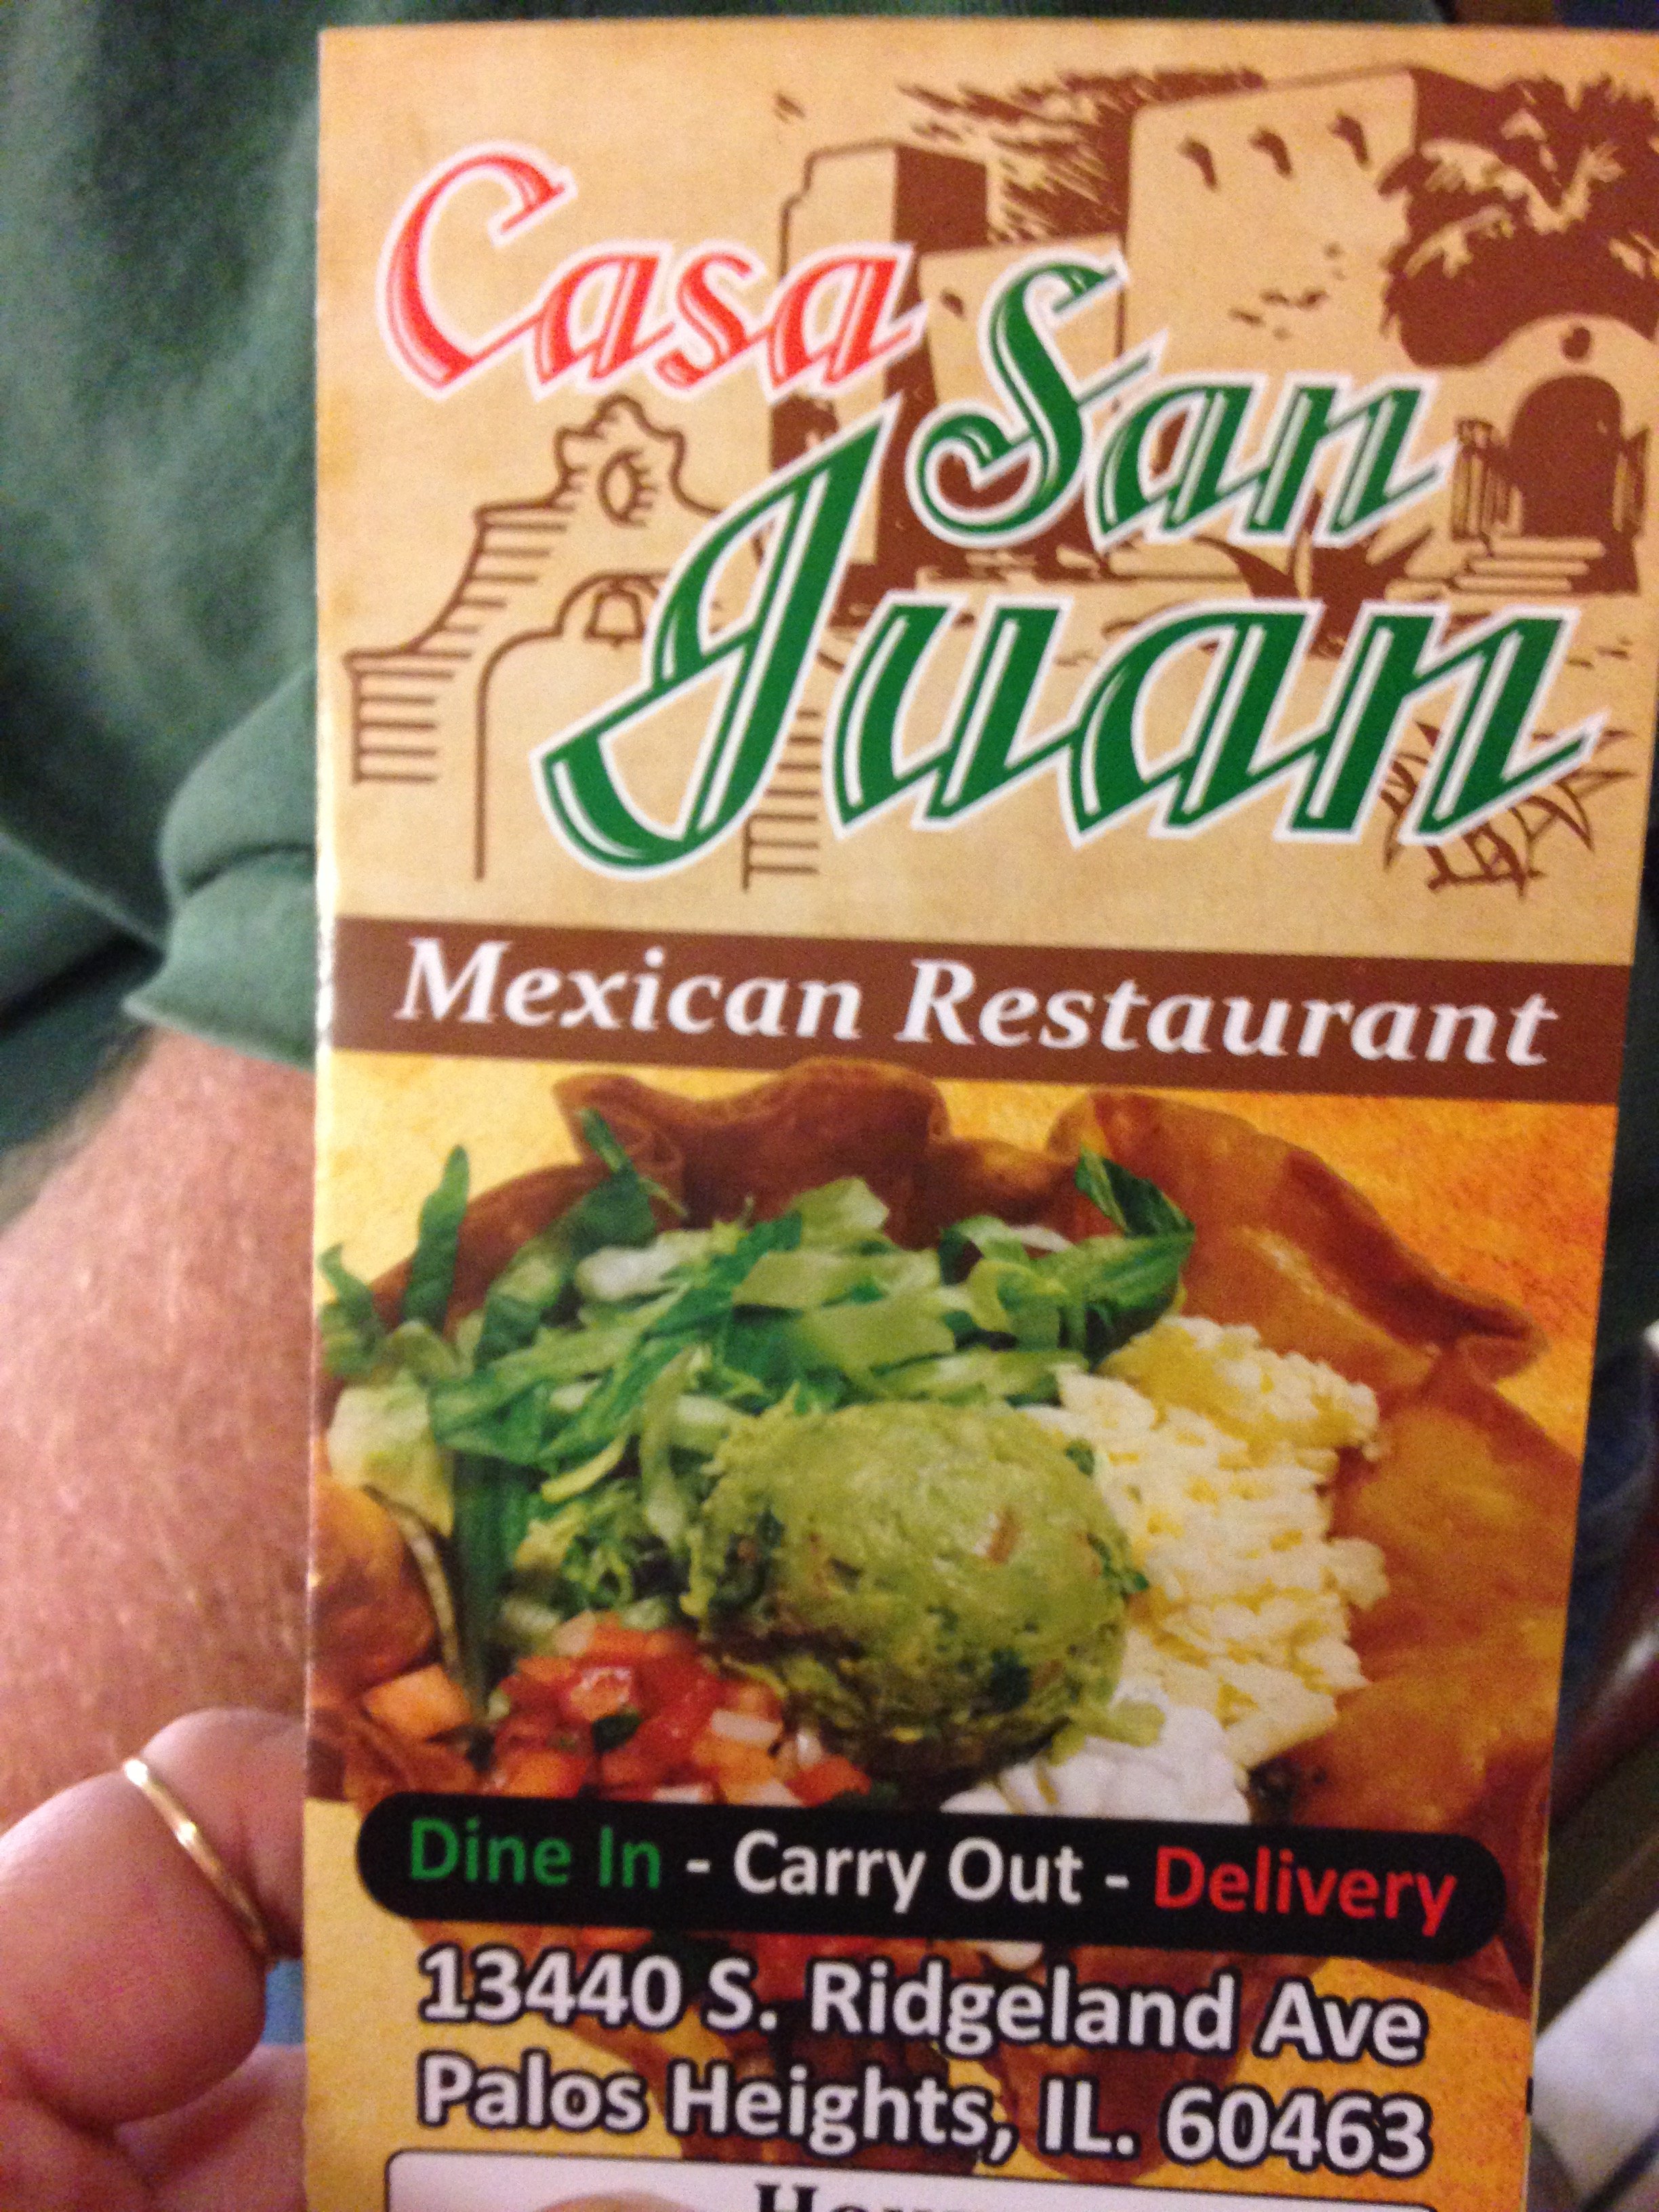 Casa
San
Juan
Mexican Restaurant
Dine In - Carry Out - Delivery
13440 S. Ridgeland Ave
Palos Heights, IL. 60463